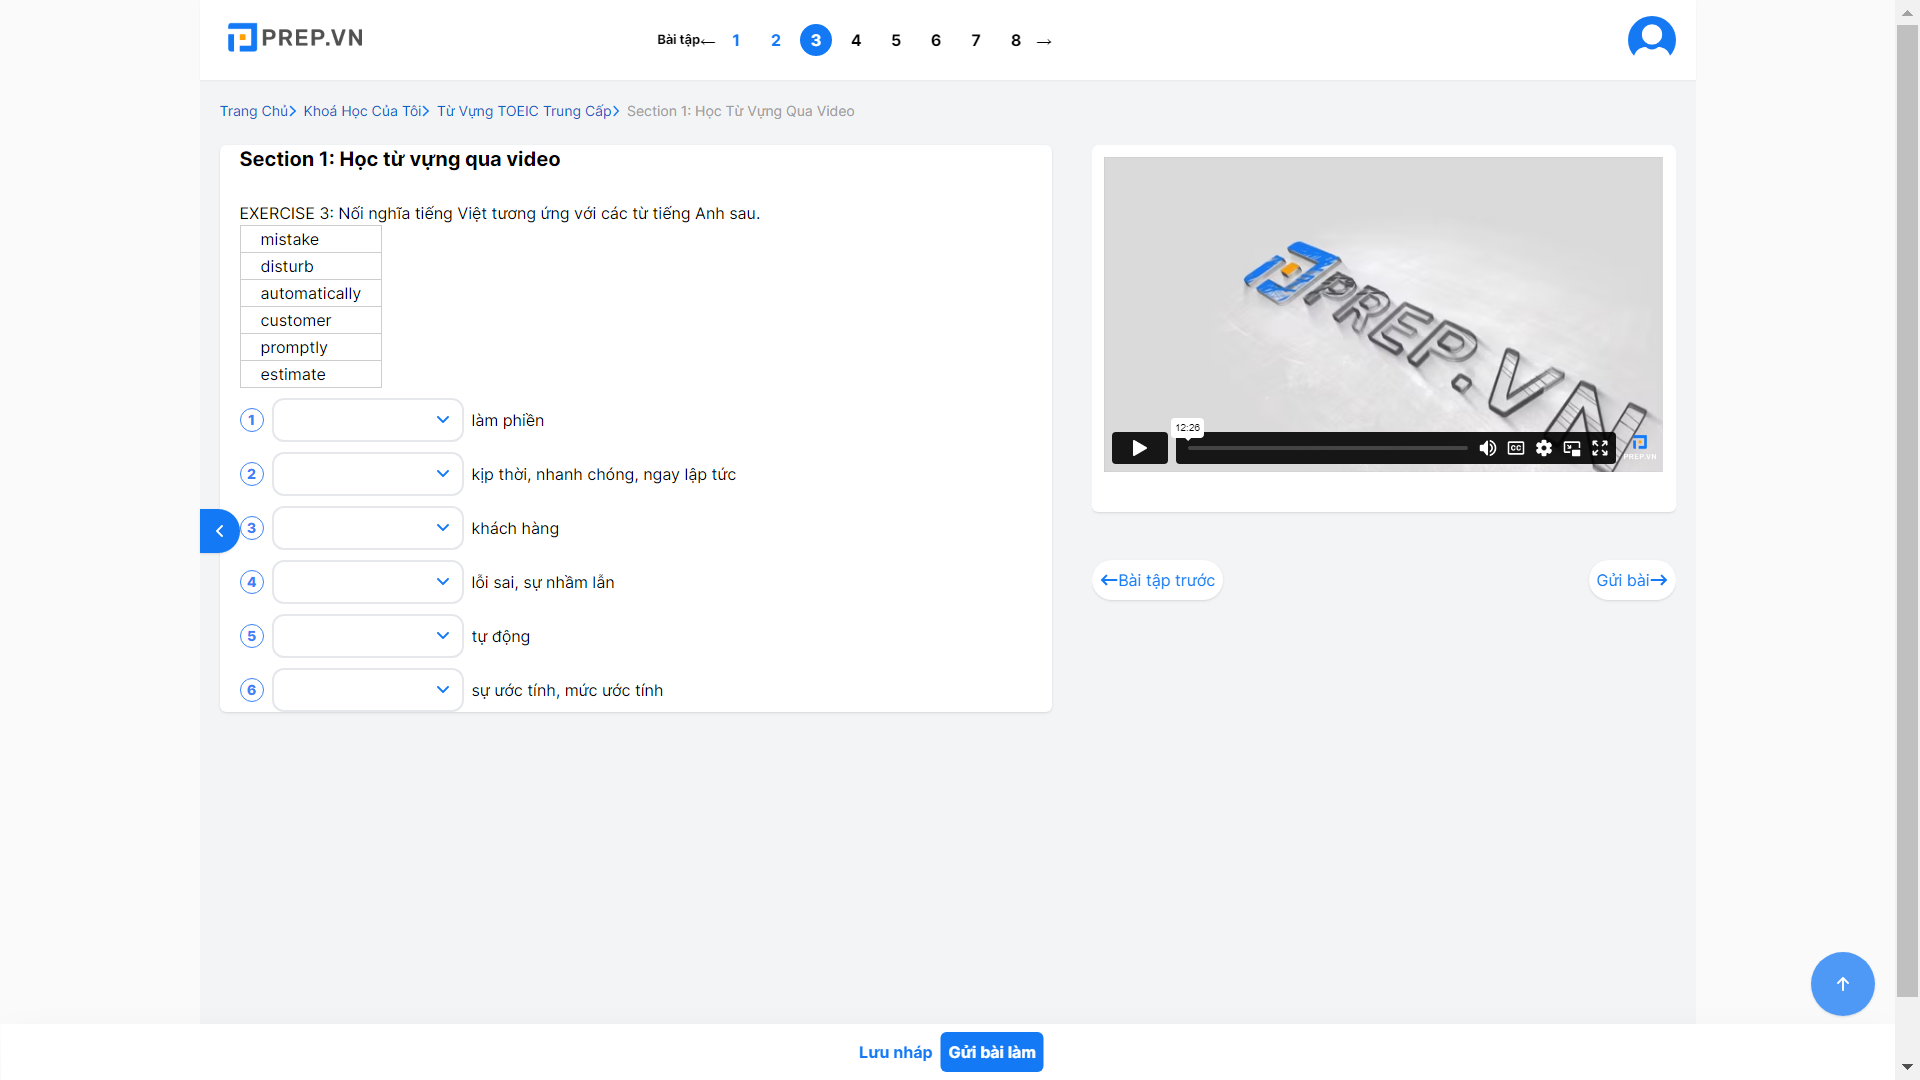 PREP.VN
Bài tập← 1 2 3 4 5 6 7 8 →
Trang Chủ> Khoá Học Của Tôi> Từ Vựng TOEIC Trung Cấp> Section 1: Học Từ Vựng Qua Video
Section 1: Học từ vựng qua video
EXERCISE 3: Nối nghĩa tiếng Việt tương ứng với các từ tiếng Anh sau.
mistake
disturb
automatically
customer
promptly
estimate
1 làm phiền
2 kịp thời, nhanh chóng, ngay lập tức
3 khách hàng
4 lỗi sai, sự nhầm lẫn
5 tự động
6 sự ước tính, mức ước tính
PREP.VN
12:26
CC
PREP.VN
←Bài tập trước
Gửi bài→
Lưu nháp
Gửi bài làm